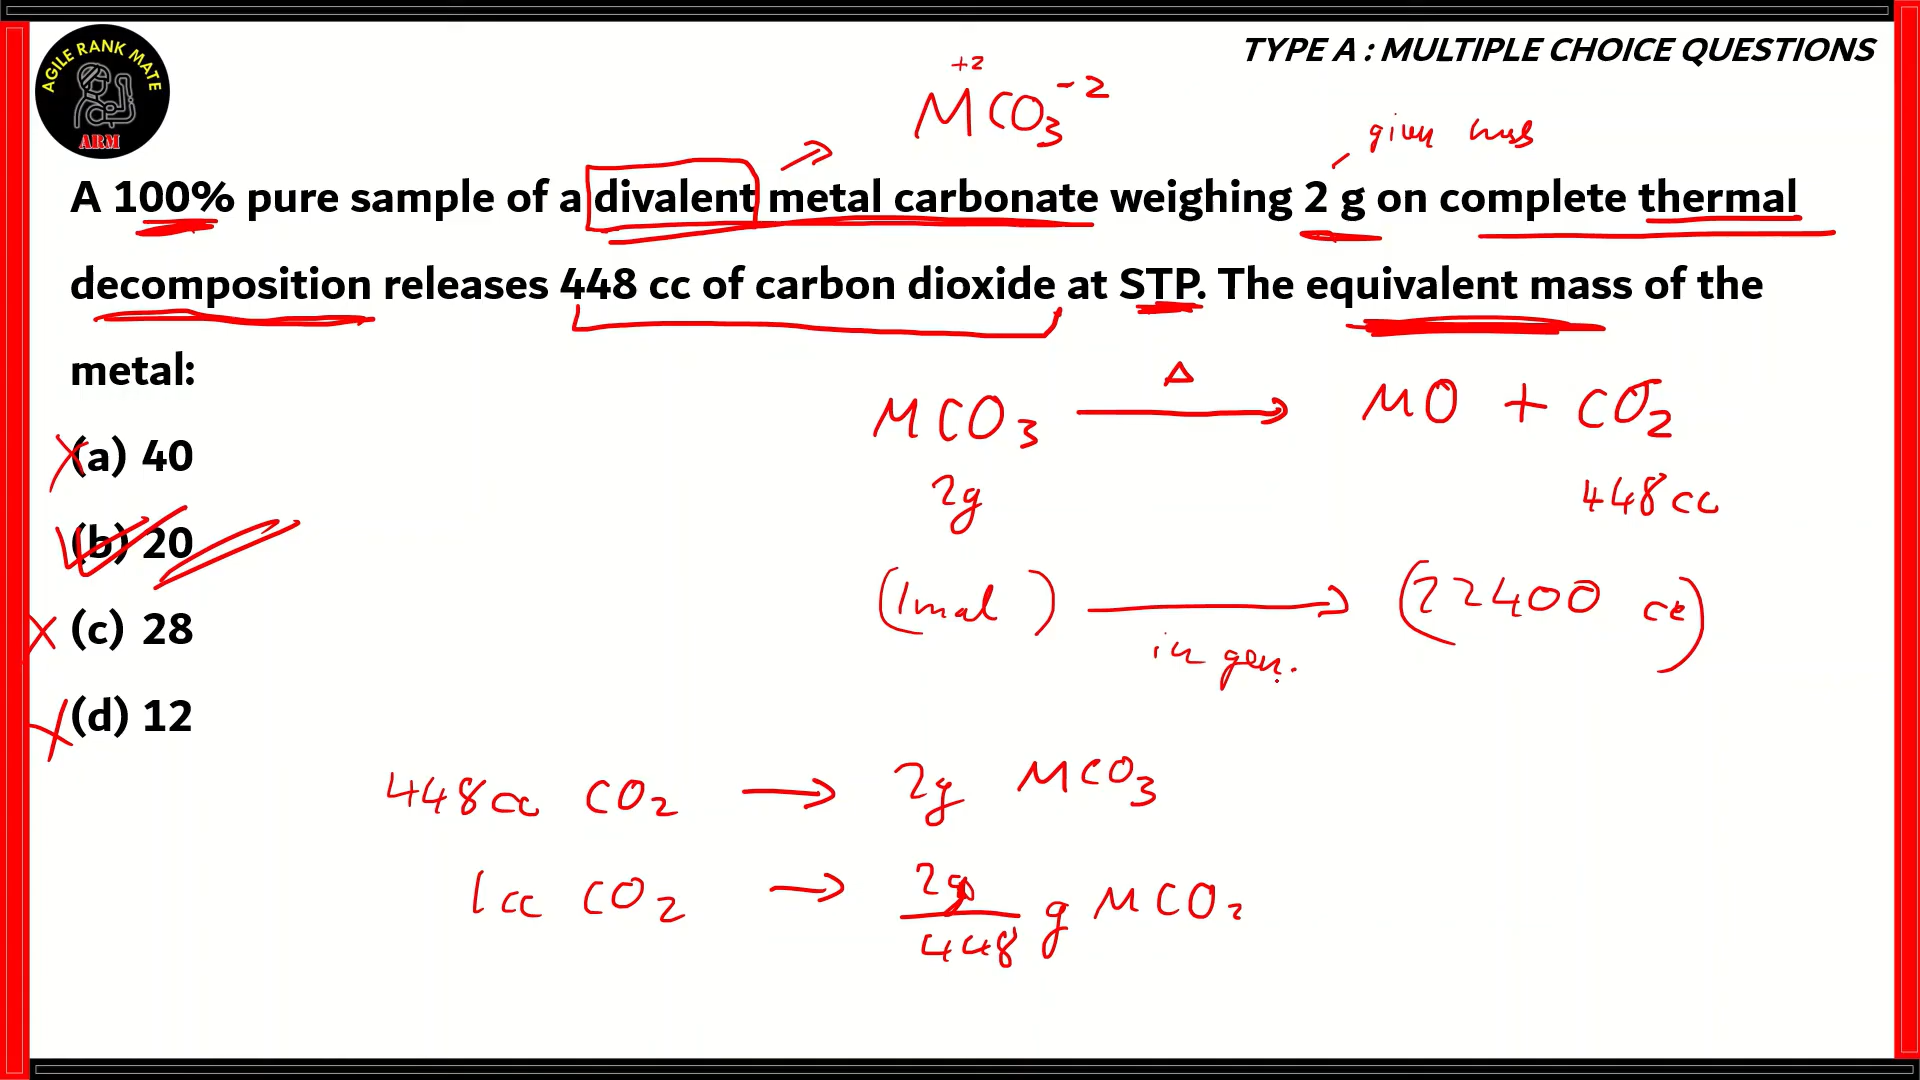 AGILE RANK MATE
ARM
TYPE A : MULTIPLE CHOICE QUESTIONS
+2
MCO3 -2
given mass
A 100% pure sample of a divalent metal carbonate weighing 2 g on complete thermal
decomposition releases 448 cc of carbon dioxide at STP. The equivalent mass of the
metal:
Δ
MCO3 → MO + CO2
(a) 40
2g 448cc
(b) 20
(1mol) → (22400 cc)
in gen.
(c) 28
(d) 12
448cc CO2 → 2g MCO3
1cc CO2 → 2g/448 g MCO3